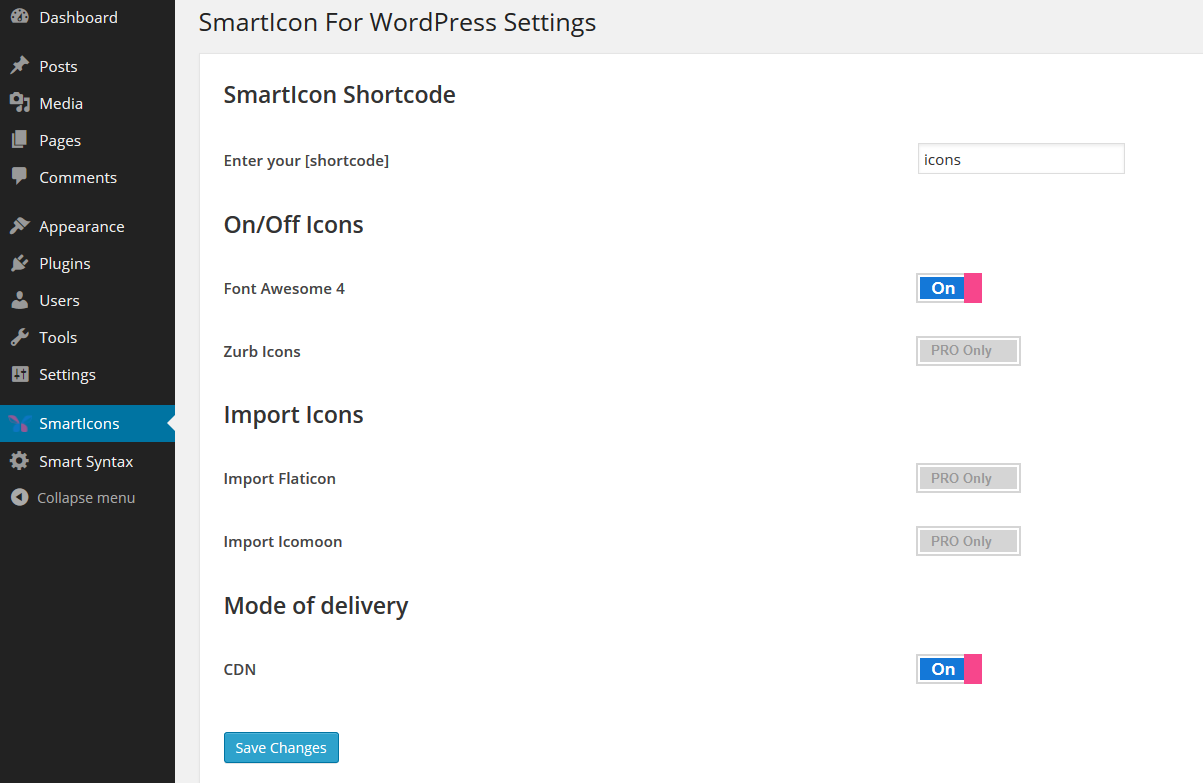 Dashboard
Posts
Media
Pages
Comments
Appearance
Plugins
Users
Tools
Settings
SmartIcons
Smart Syntax
Collapse menu
SmartIcon For WordPress Settings
SmartIcon Shortcode
Enter your [shortcode] icons
On/Off Icons
Font Awesome 4 On
Zurb Icons PRO Only
Import Icons
Import Flaticon PRO Only
Import Icomoon PRO Only
Mode of delivery
CDN On
Save Changes